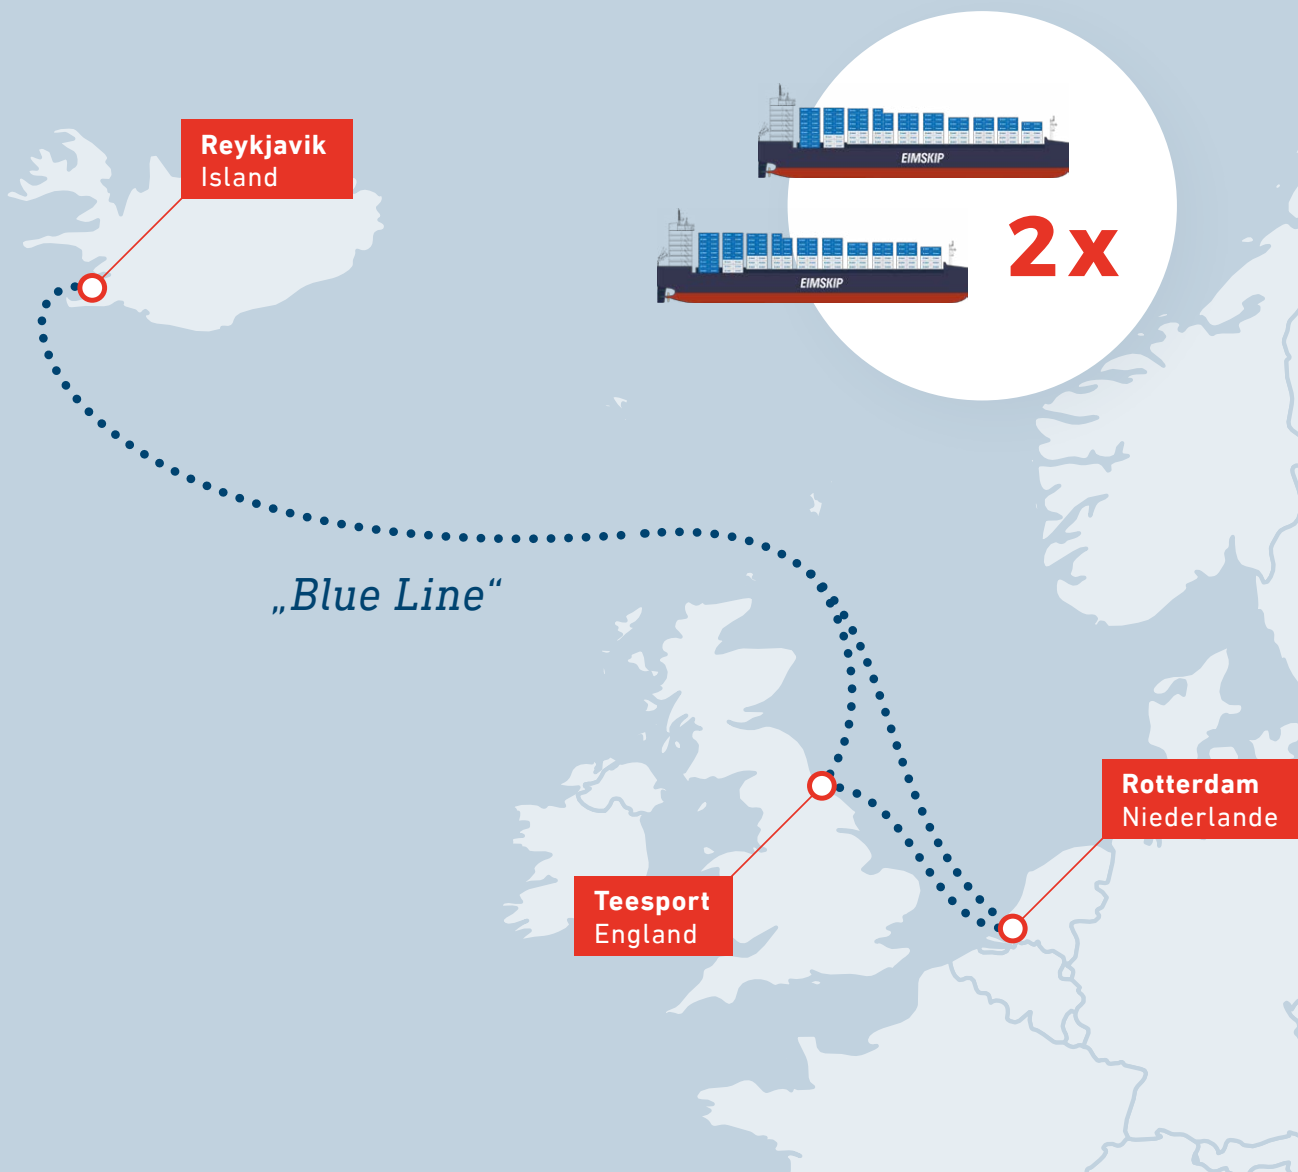 Reykjavik
Island
EIMSKIP
EIMSKIP
2x
„Blue Line“
Rotterdam
Niederlande
Teesport
England